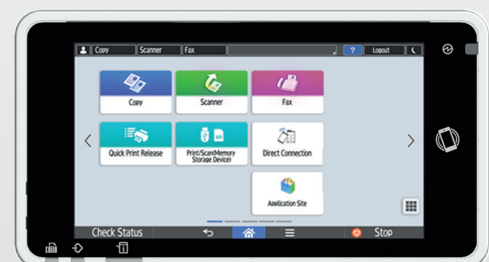 Copy Scanner Fax ? Logout
Copy Scanner Fax
Quick Print Release Print/Scan(Memory Direct Connection
Storage Device)
Application Site
Check Status Stop